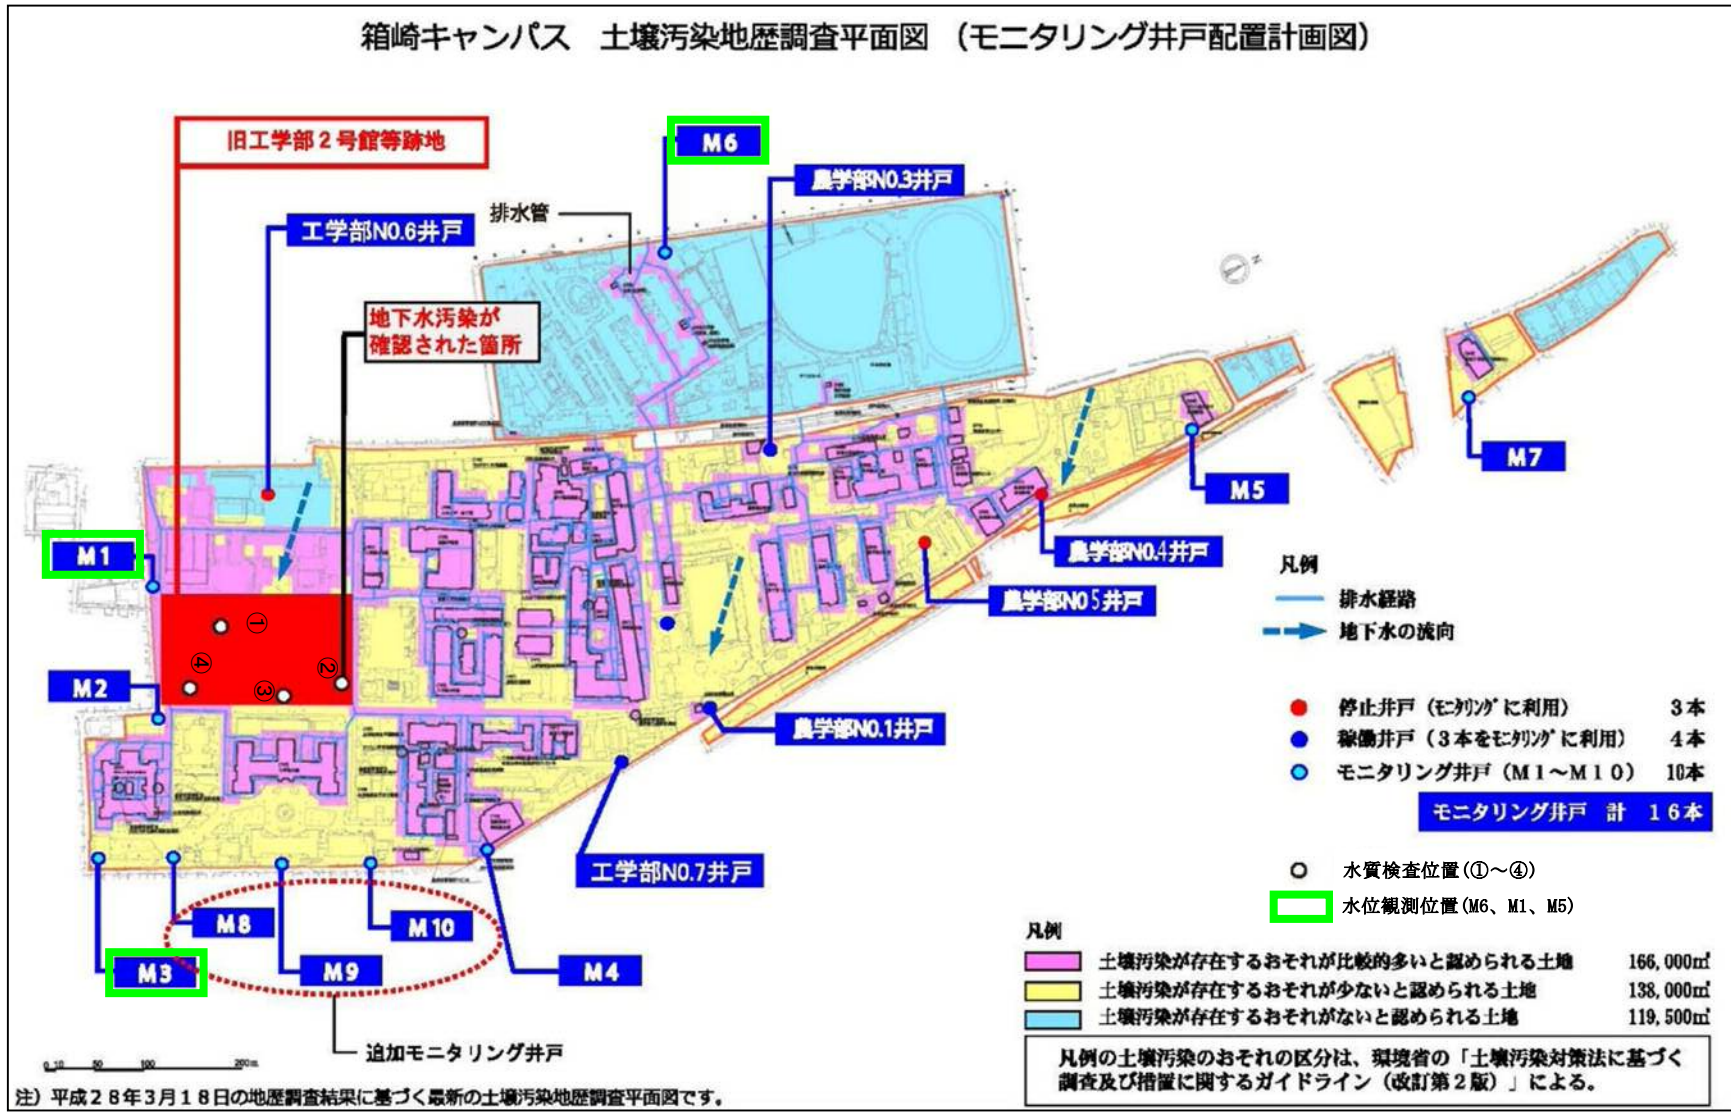 箱崎キャンパス　土壌汚染地歴調査平面図　（モニタリング井戸配置計画図）
旧工学部２号館等跡地
M6
農学部NO.3井戸
排水管
工学部NO.6井戸
地下水汚染が
確認された箇所
M7
M5
M1
農学部NO.4井戸
農学部NO5井戸
①
④
②
③
M2
農学部NO.1井戸
工学部NO.7井戸
M8
M10
M3
M9
M4
追加モニタリング井戸
凡例
排水経路
地下水の流向
停止井戸（ﾓﾆﾀﾘﾝｸﾞに利用）　３本
稼働井戸（３本をﾓﾆﾀﾘﾝｸﾞに利用）　４本
モニタリング井戸（Ｍ１～Ｍ１０）　10本
モニタリング井戸　計　１６本
水質検査位置(①～④)
水位観測位置(M6、M1、M5)
凡例
土壌汚染が存在するおそれが比較的多いと認められる土地　166,000㎡
土壌汚染が存在するおそれが少ないと認められる土地　138,000㎡
土壌汚染が存在するおそれがないと認められる土地　119,500㎡
凡例の土壌汚染のおそれの区分は、環境省の「土壌汚染対策法に基づく
調査及び措置に関するガイドライン（改訂第２版）」による。
0 10 50 100 200m
注）平成２８年３月１８日の地歴調査結果に基づく最新の土壌汚染地歴調査平面図です。